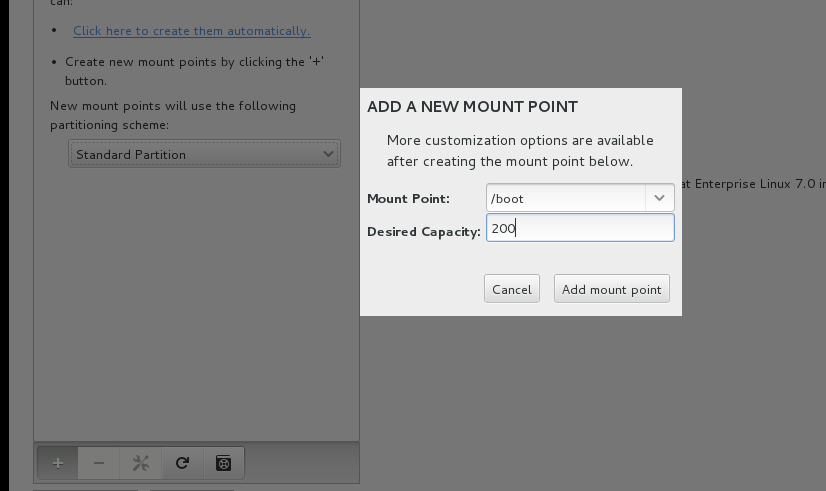 can:
• Click here to create them automatically.
• Create new mount points by clicking the '+'
button.
New mount points will use the following
partitioning scheme:
Standard Partition
ADD A NEW MOUNT POINT
More customization options are available
after creating the mount point below.
Mount Point: /boot
Desired Capacity: 200
Cancel Add mount point
at Enterprise Linux 7.0 in